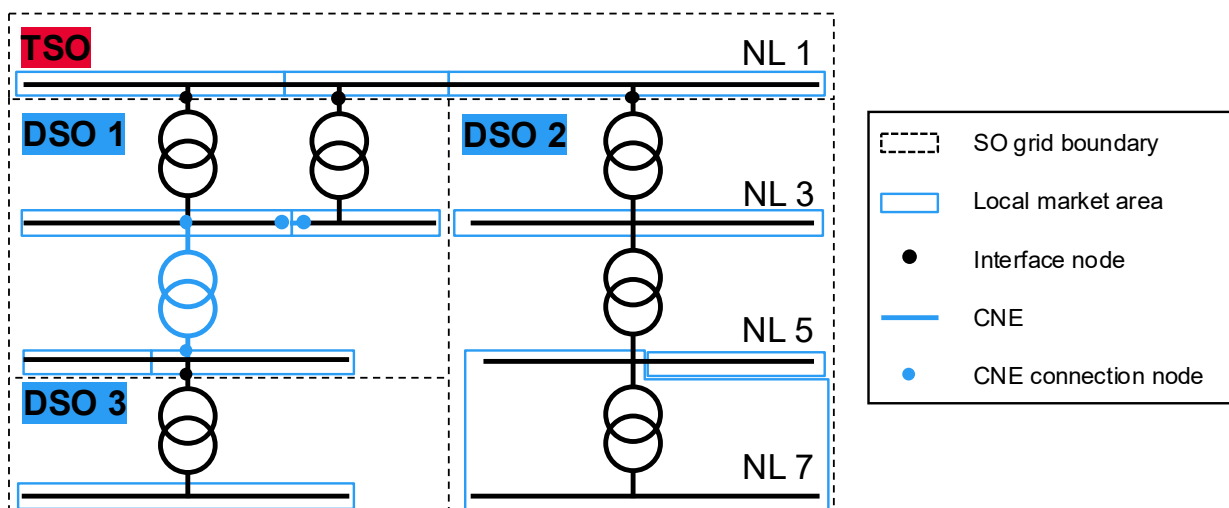 TSO
NL 1
DSO 1
DSO 2
NL 3
NL 5
DSO 3
NL 7
SO grid boundary
Local market area
Interface node
CNE
CNE connection node